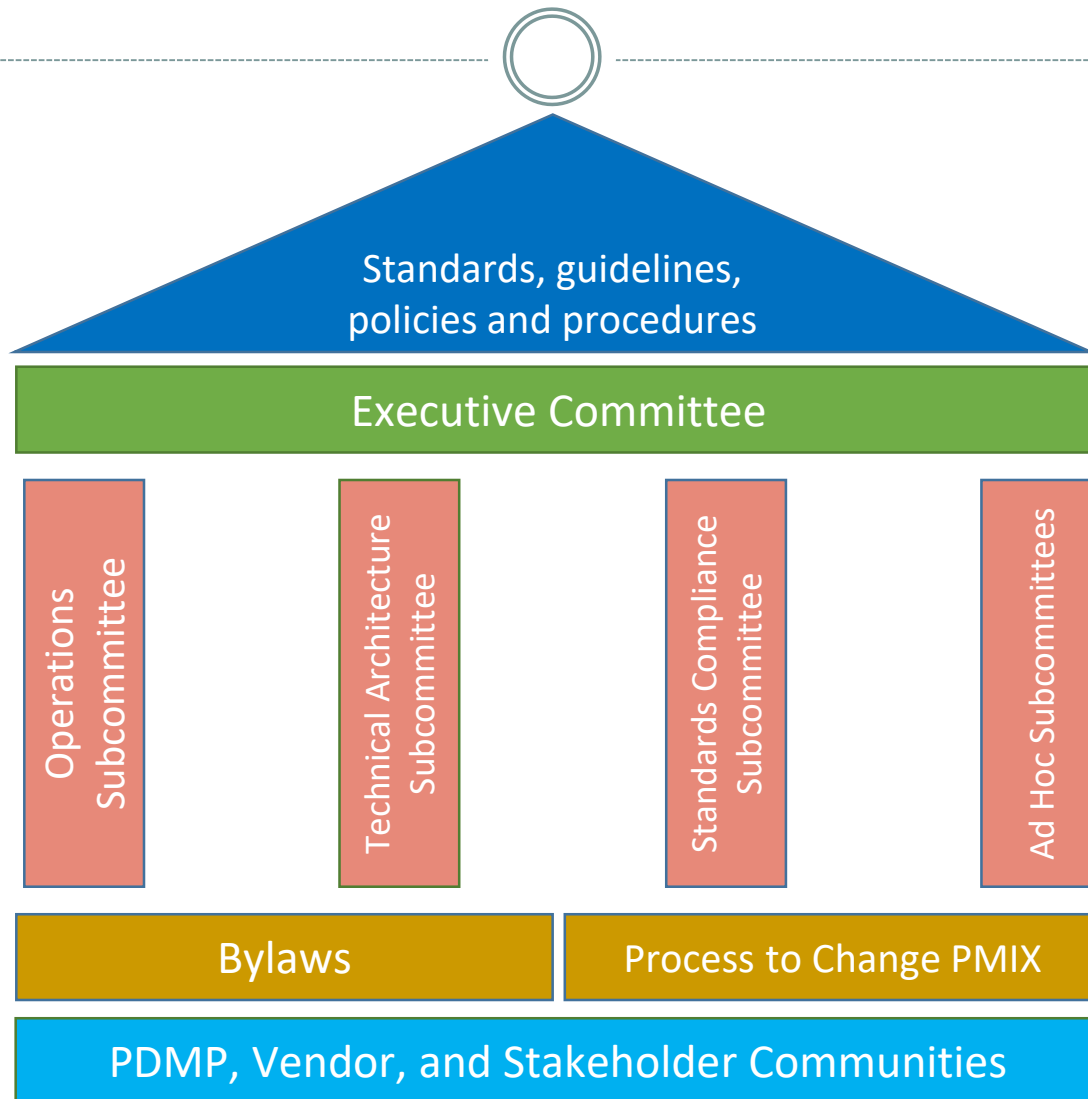 Standards, guidelines,
policies and procedures
Executive Committee
Operations
Subcommittee
Technical Architecture
Subcommittee
Standards Compliance
Subcommittee
Ad Hoc Subcommittees
Bylaws
Process to Change PMIX
PDMP, Vendor, and Stakeholder Communities